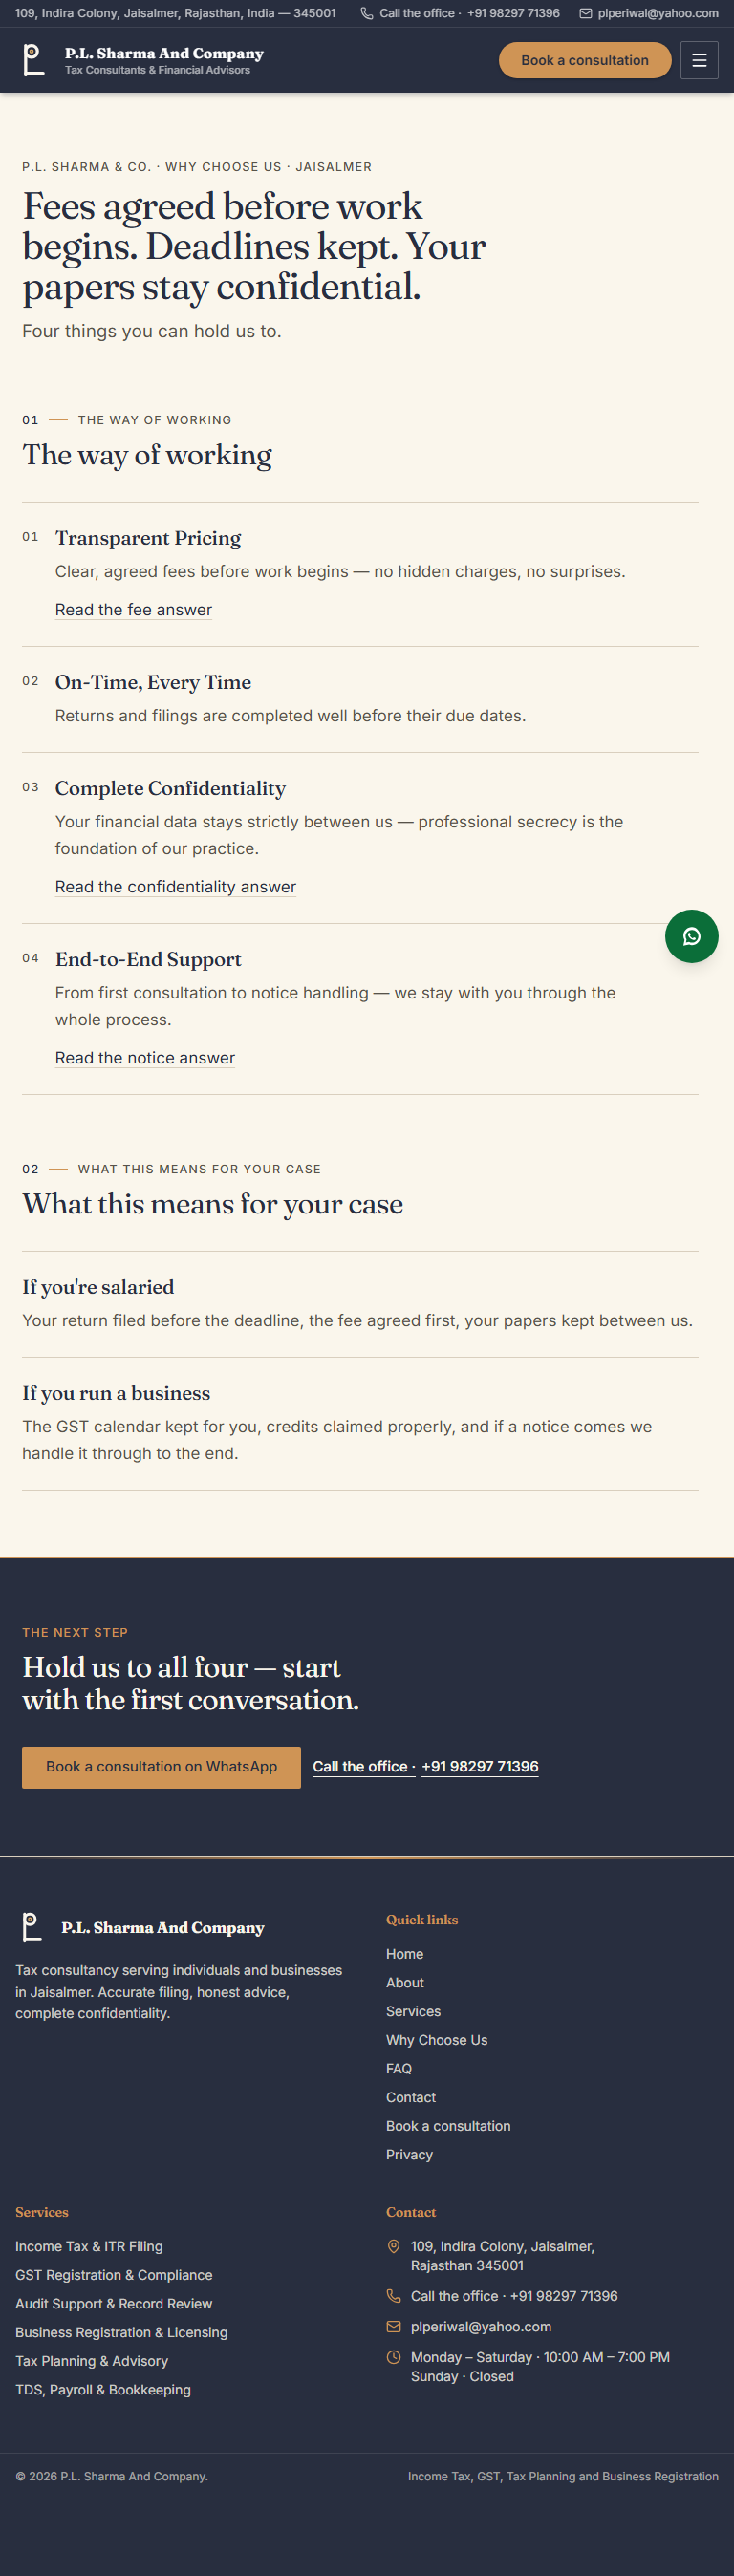 109, Indira Colony, Jaisalmer, Rajasthan, India — 345001
Call the office · +91 98297 71396
plperiwal@yahoo.com
P.L. Sharma And Company
Tax Consultants & Financial Advisors
Book a consultation
P.L. SHARMA & CO. · WHY CHOOSE US · JAISALMER
Fees agreed before work
begins. Deadlines kept. Your
papers stay confidential.
Four things you can hold us to.
01 — THE WAY OF WORKING
The way of working
01 Transparent Pricing
Clear, agreed fees before work begins — no hidden charges, no surprises.
Read the fee answer
02 On-Time, Every Time
Returns and filings are completed well before their due dates.
03 Complete Confidentiality
Your financial data stays strictly between us — professional secrecy is the
foundation of our practice.
Read the confidentiality answer
04 End-to-End Support
From first consultation to notice handling — we stay with you through the
whole process.
Read the notice answer
02 — WHAT THIS MEANS FOR YOUR CASE
What this means for your case
If you're salaried
Your return filed before the deadline, the fee agreed first, your papers kept between us.
If you run a business
The GST calendar kept for you, credits claimed properly, and if a notice comes we
handle it through to the end.
THE NEXT STEP
Hold us to all four — start
with the first conversation.
Book a consultation on WhatsApp
Call the office · +91 98297 71396
P.L. Sharma And Company
Tax consultancy serving individuals and businesses
in Jaisalmer. Accurate filing, honest advice,
complete confidentiality.
Quick links
Home
About
Services
Why Choose Us
FAQ
Contact
Book a consultation
Privacy
Services
Income Tax & ITR Filing
GST Registration & Compliance
Audit Support & Record Review
Business Registration & Licensing
Tax Planning & Advisory
TDS, Payroll & Bookkeeping
Contact
109, Indira Colony, Jaisalmer,
Rajasthan 345001
Call the office · +91 98297 71396
plperiwal@yahoo.com
Monday – Saturday · 10:00 AM – 7:00 PM
Sunday · Closed
© 2026 P.L. Sharma And Company.
Income Tax, GST, Tax Planning and Business Registration